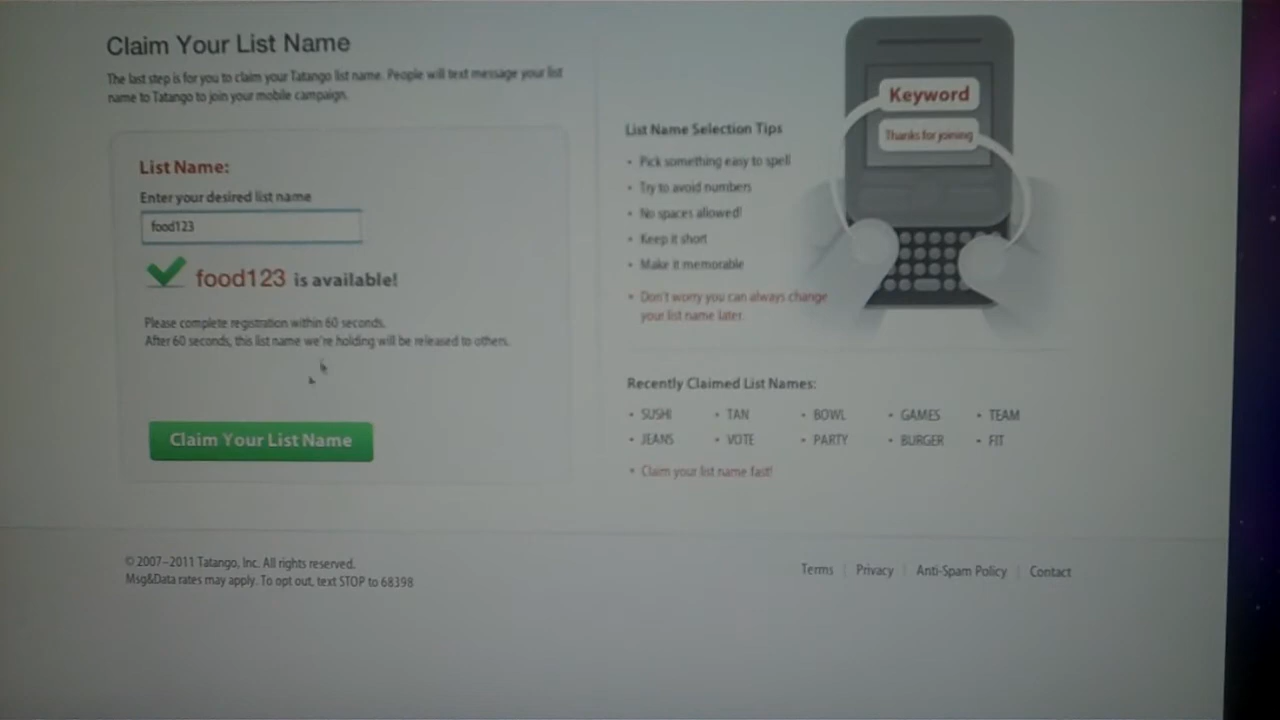 Claim Your List Name
The last step is for you to claim your Tatango list name. People will text message your list
name to Tatango to join your mobile campaign.
List Name:
Enter your desired list name
food123
food123 is available!
Please complete registration within 60 seconds.
After 60 seconds, this list name we're holding will be released to others.
Claim Your List Name
Keyword
Thanks for joining
List Name Selection Tips
• Pick something easy to spell
• Try to avoid numbers
• No spaces allowed!
• Keep it short
• Make it memorable
• Don't worry you can always change
your list name later.
Recently Claimed List Names:
• SUSHI • TAN • BOWL • GAMES • TEAM
• JEANS • VOTE • PARTY • BURGER • FIT
• Claim your list name fast!
© 2007–2011 Tatango, Inc. All rights reserved.
Msg&Data rates may apply. To opt out, text STOP to 68398
Terms | Privacy | Anti-Spam Policy | Contact